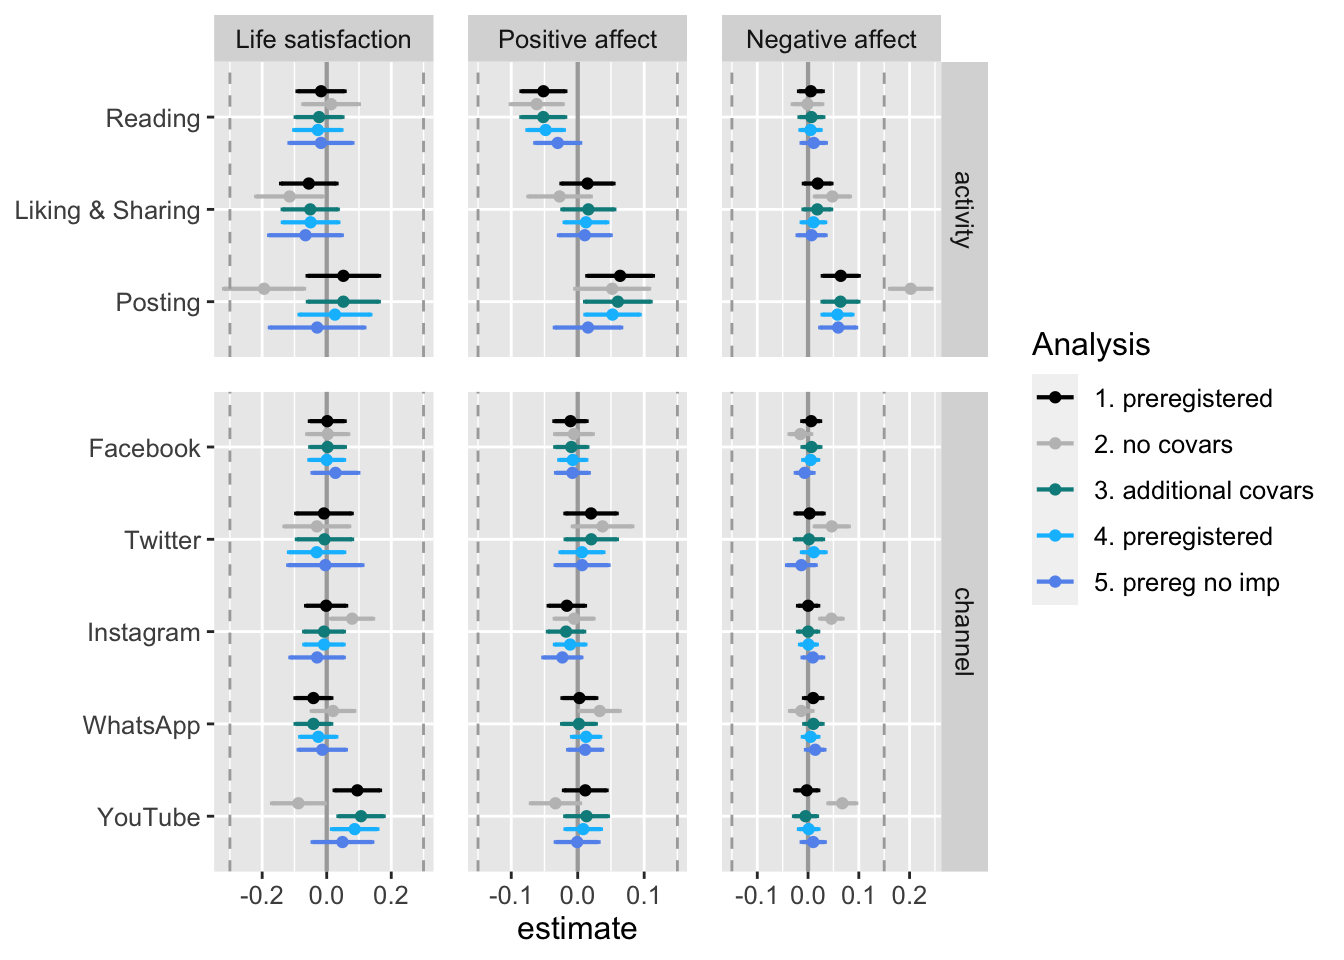 Life satisfaction
Positive affect
Negative affect
Reading
Liking & Sharing
Posting
activity
Facebook
Twitter
Instagram
WhatsApp
YouTube
channel
-0.2 0.0 0.2
-0.1 0.0 0.1
-0.1 0.0 0.1 0.2
estimate
Analysis
1. preregistered
2. no covars
3. additional covars
4. preregistered
5. prereg no imp